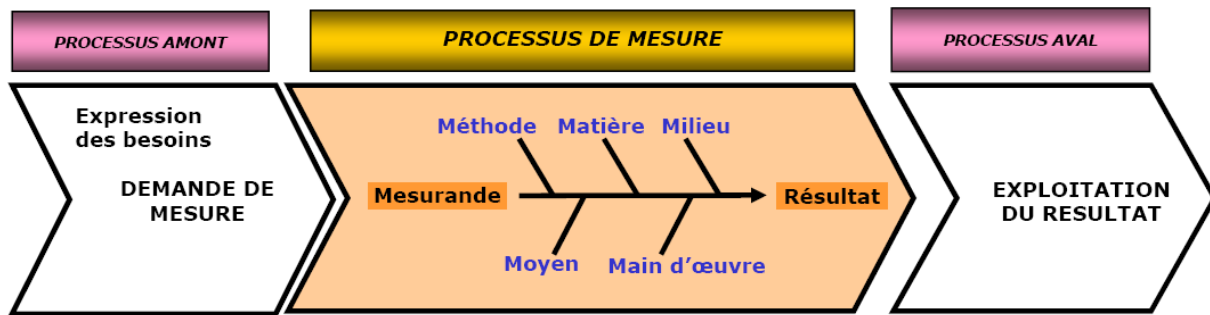 PROCESSUS AMONT
PROCESSUS DE MESURE
PROCESSUS AVAL
Expression
des besoins
DEMANDE DE
MESURE
Méthode Matière Milieu
Mesurande
Résultat
Moyen Main d'œuvre
EXPLOITATION
DU RESULTAT